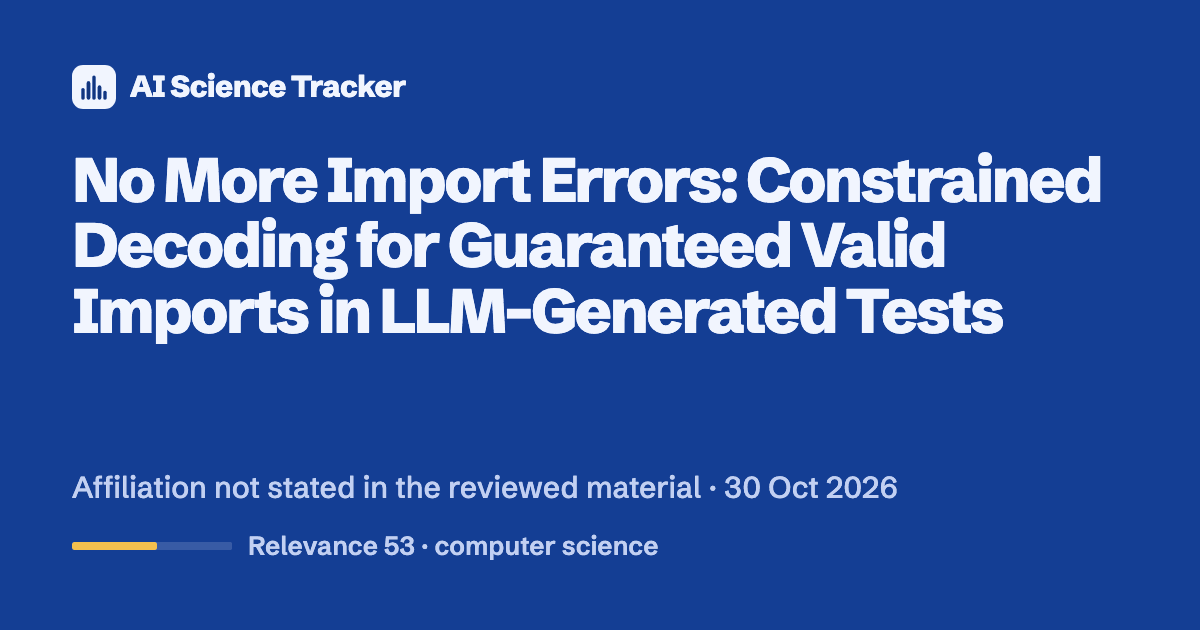 AI Science Tracker
No More Import Errors: Constrained
Decoding for Guaranteed Valid
Imports in LLM-Generated Tests
Affiliation not stated in the reviewed material · 30 Oct 2026
Relevance 53 · computer science